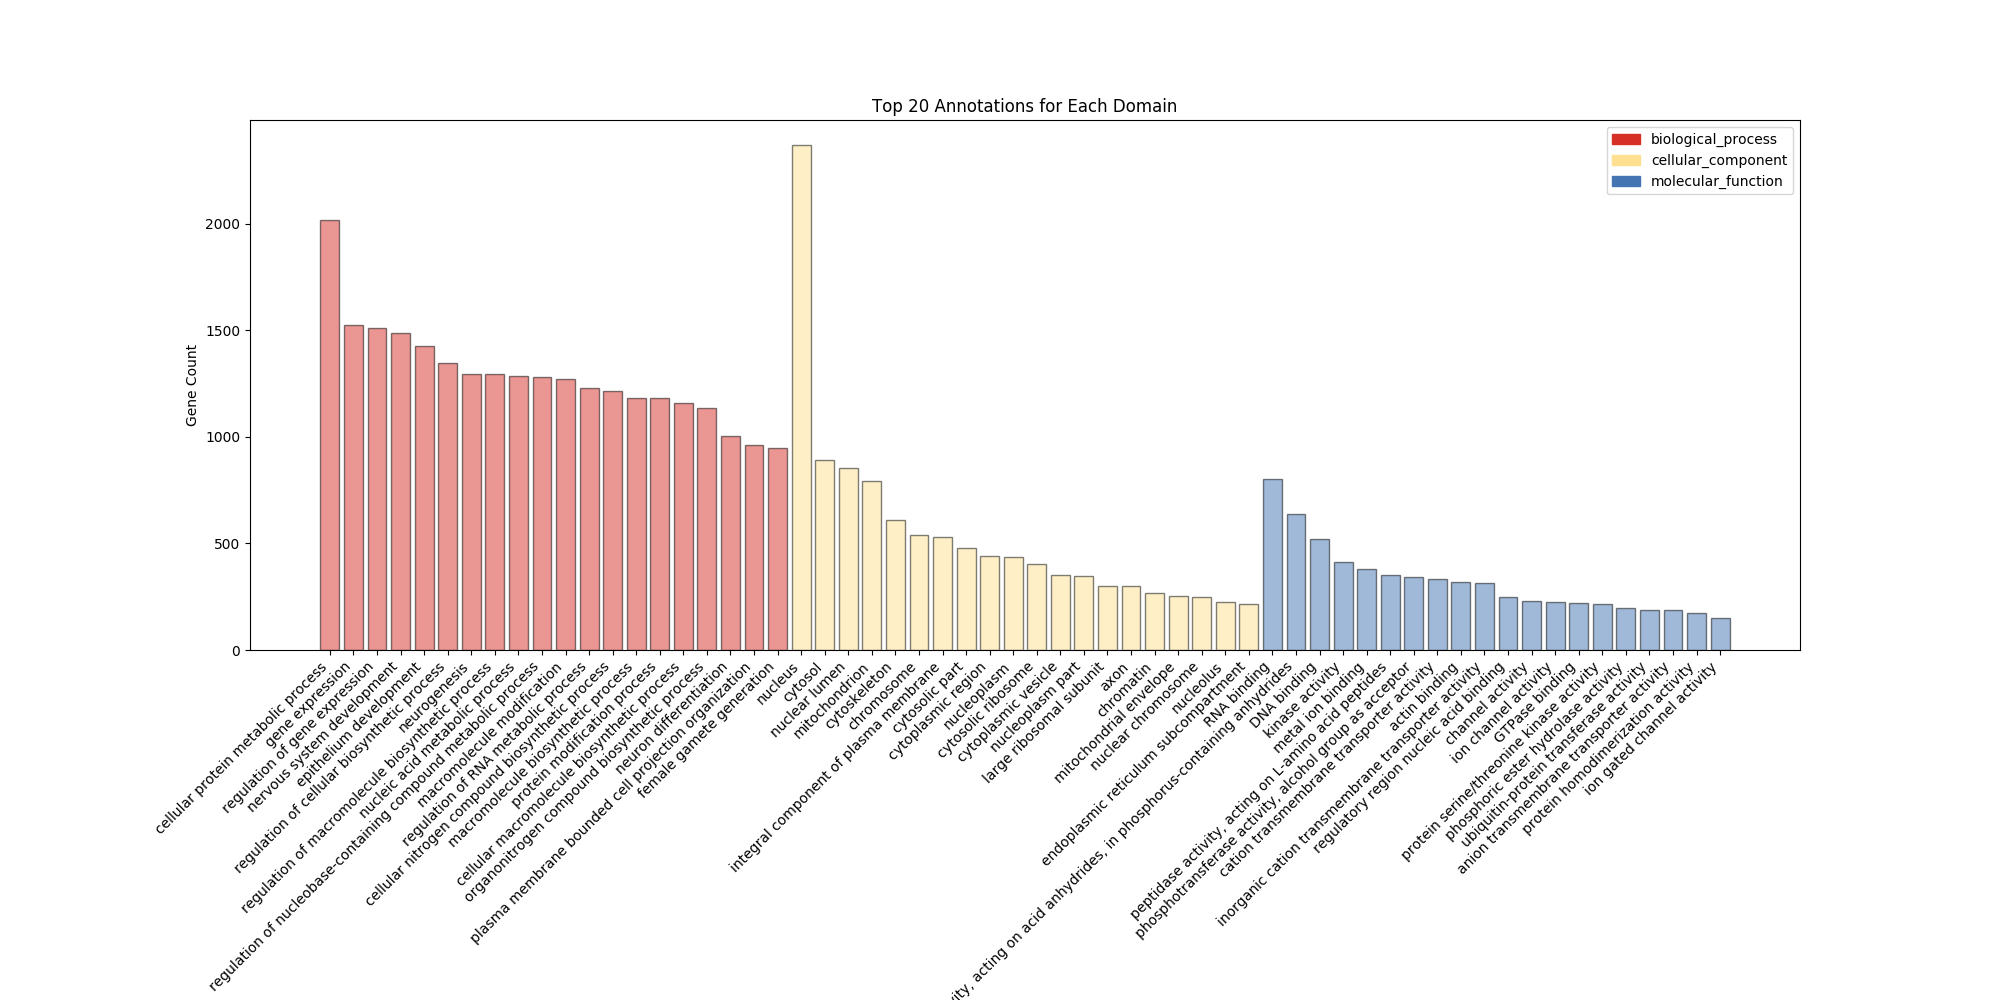 Top 20 Annotations for Each Domain
biological_process
cellular_component
molecular_function
Gene Count
2000
1500
1000
500
0
cellular protein metabolic process
gene expression
regulation of gene expression
nervous system development
epithelium development
regulation of cellular biosynthetic process
neurogenesis
regulation of macromolecule biosynthetic process
nucleic acid metabolic process
regulation of nucleobase-containing compound metabolic process
macromolecule modification
regulation of RNA metabolic process
cellular nitrogen compound biosynthetic process
macromolecule biosynthetic process
protein modification process
cellular macromolecule biosynthetic process
organonitrogen compound biosynthetic process
neuron differentiation
plasma membrane bounded cell projection organization
female gamete generation
nucleus
cytosol
nuclear lumen
mitochondrion
cytoskeleton
chromosome
integral component of plasma membrane
cytosolic part
cytoplasmic region
nucleoplasm
cytosolic ribosome
cytoplasmic vesicle
nucleoplasm part
large ribosomal subunit
axon
chromatin
mitochondrial envelope
nuclear chromosome
nucleolus
endoplasmic reticulum subcompartment
RNA binding
acting on acid anhydrides, in phosphorus-containing anhydrides
DNA binding
kinase activity
metal ion binding
peptidase activity, acting on L-amino acid peptides
phosphotransferase activity, alcohol group as acceptor
cation transmembrane transporter activity
actin binding
inorganic cation transmembrane transporter activity
regulatory region nucleic acid binding
channel activity
ion channel activity
GTPase binding
protein serine/threonine kinase activity
phosphoric ester hydrolase activity
ubiquitin-protein transferase activity
anion transmembrane transporter activity
protein homodimerization activity
ion gated channel activity